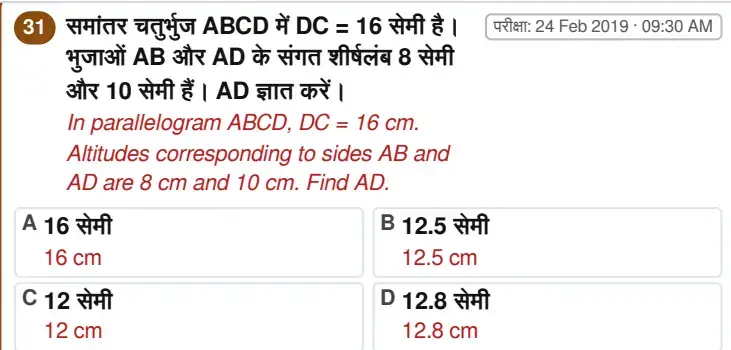 31 समांतर चतुर्भुज ABCD में DC = 16 सेमी है।
परीक्षा: 24 Feb 2019 · 09:30 AM
भुजाओं AB और AD के संगत शीर्षलंब 8 सेमी
और 10 सेमी हैं। AD ज्ञात करें।
In parallelogram ABCD, DC = 16 cm.
Altitudes corresponding to sides AB and
AD are 8 cm and 10 cm. Find AD.
A 16 सेमी
16 cm
B 12.5 सेमी
12.5 cm
C 12 सेमी
12 cm
D 12.8 सेमी
12.8 cm